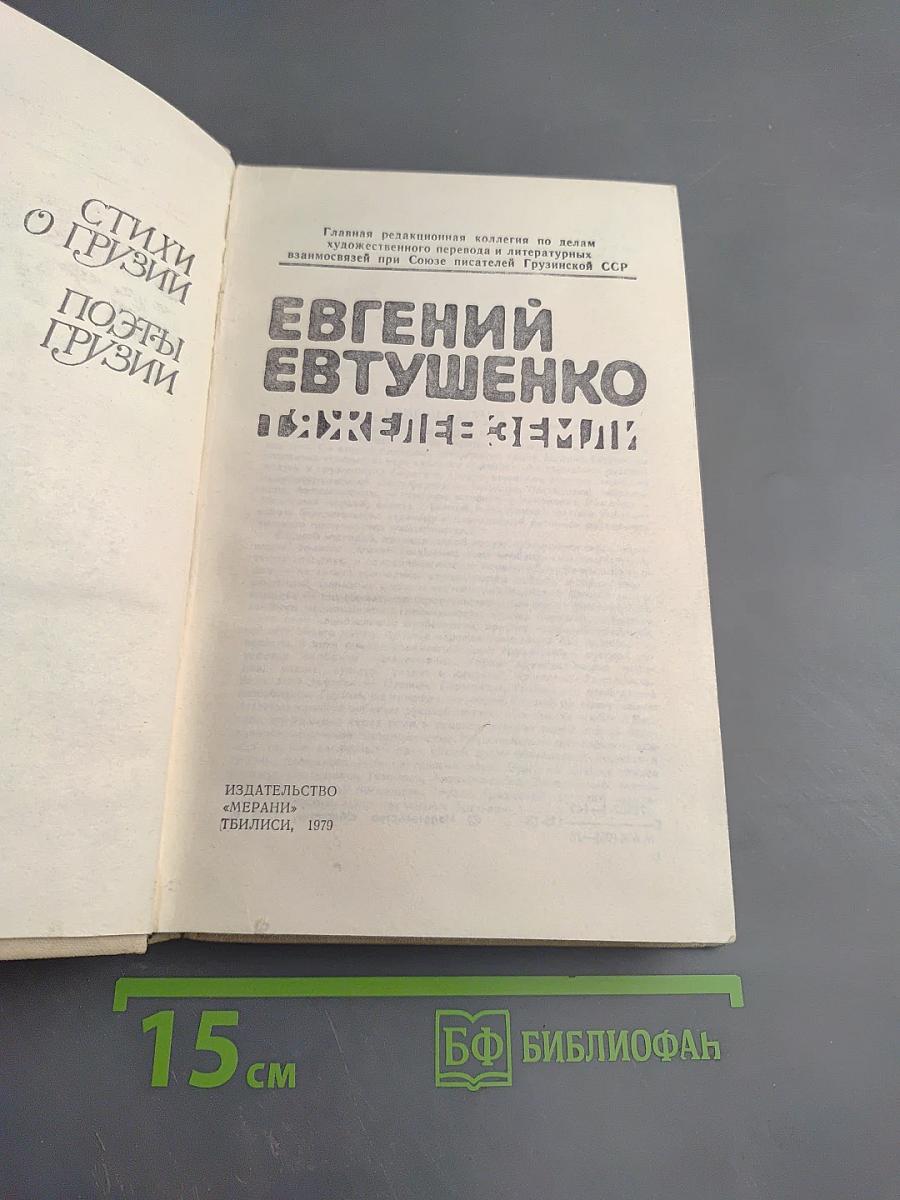 СТИХИ
О ГРУЗИИ
ПОЭТЫ
ГРУЗИИ
Главная редакционная коллегия по делам
художественного перевода и литературных
взаимосвязей при Союзе писателей Грузинской ССР
ЕВГЕНИЙ
ЕВТУШЕНКО
ТЯЖЕЛЕЕ ЗЕМЛИ
ИЗДАТЕЛЬСТВО
«МЕРАНИ»
ТБИЛИСИ, 1979
15 см
БФ БИБЛИОФАН